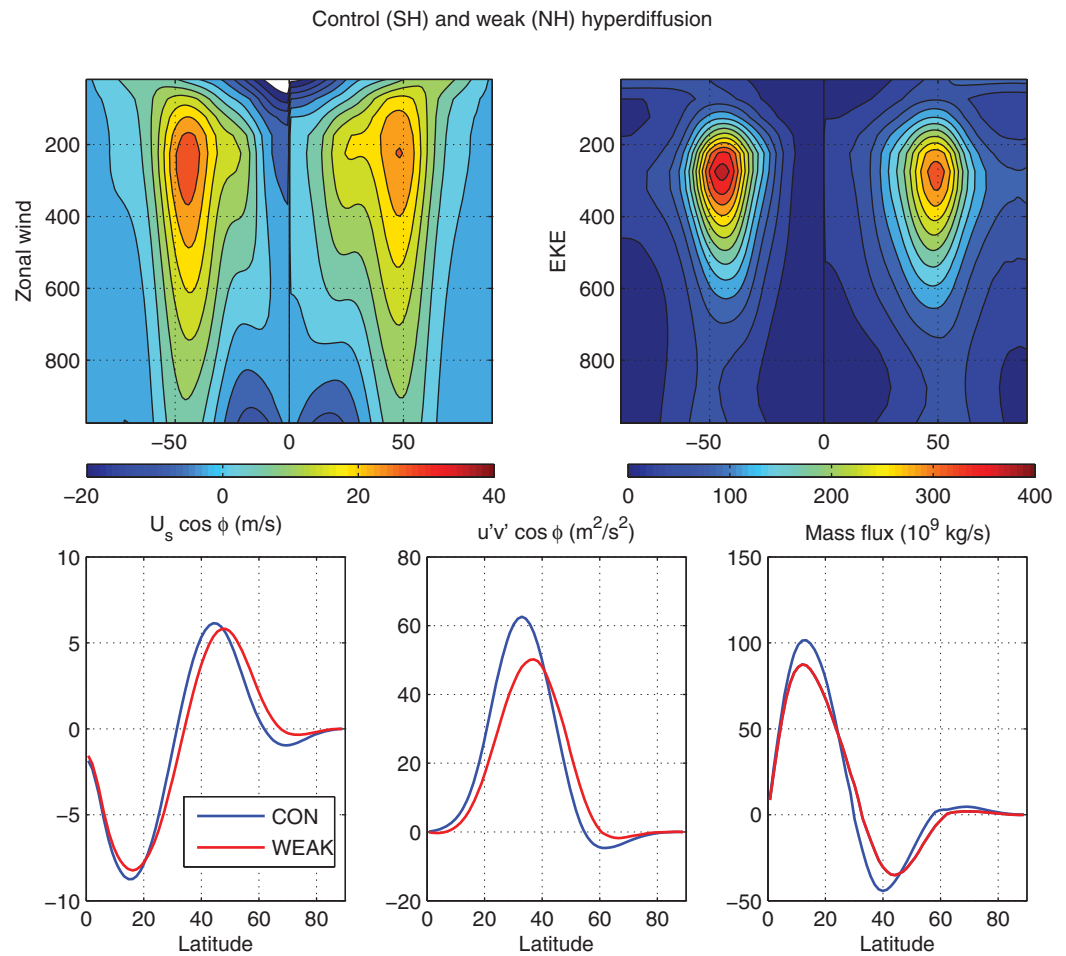 Control (SH) and weak (NH) hyperdiffusion
Zonal wind
200
400
600
800
−50 0 50
−20 0 20 40
EKE
200
400
600
800
−50 0 50
0 100 200 300 400
U_s cos ϕ (m/s)
10
5
0
−5
−10
CON
WEAK
0 20 40 60 80
Latitude
u'v' cos ϕ (m²/s²)
80
60
40
20
0
−20
0 20 40 60 80
Latitude
Mass flux (10⁹ kg/s)
150
100
50
0
−50
0 20 40 60 80
Latitude